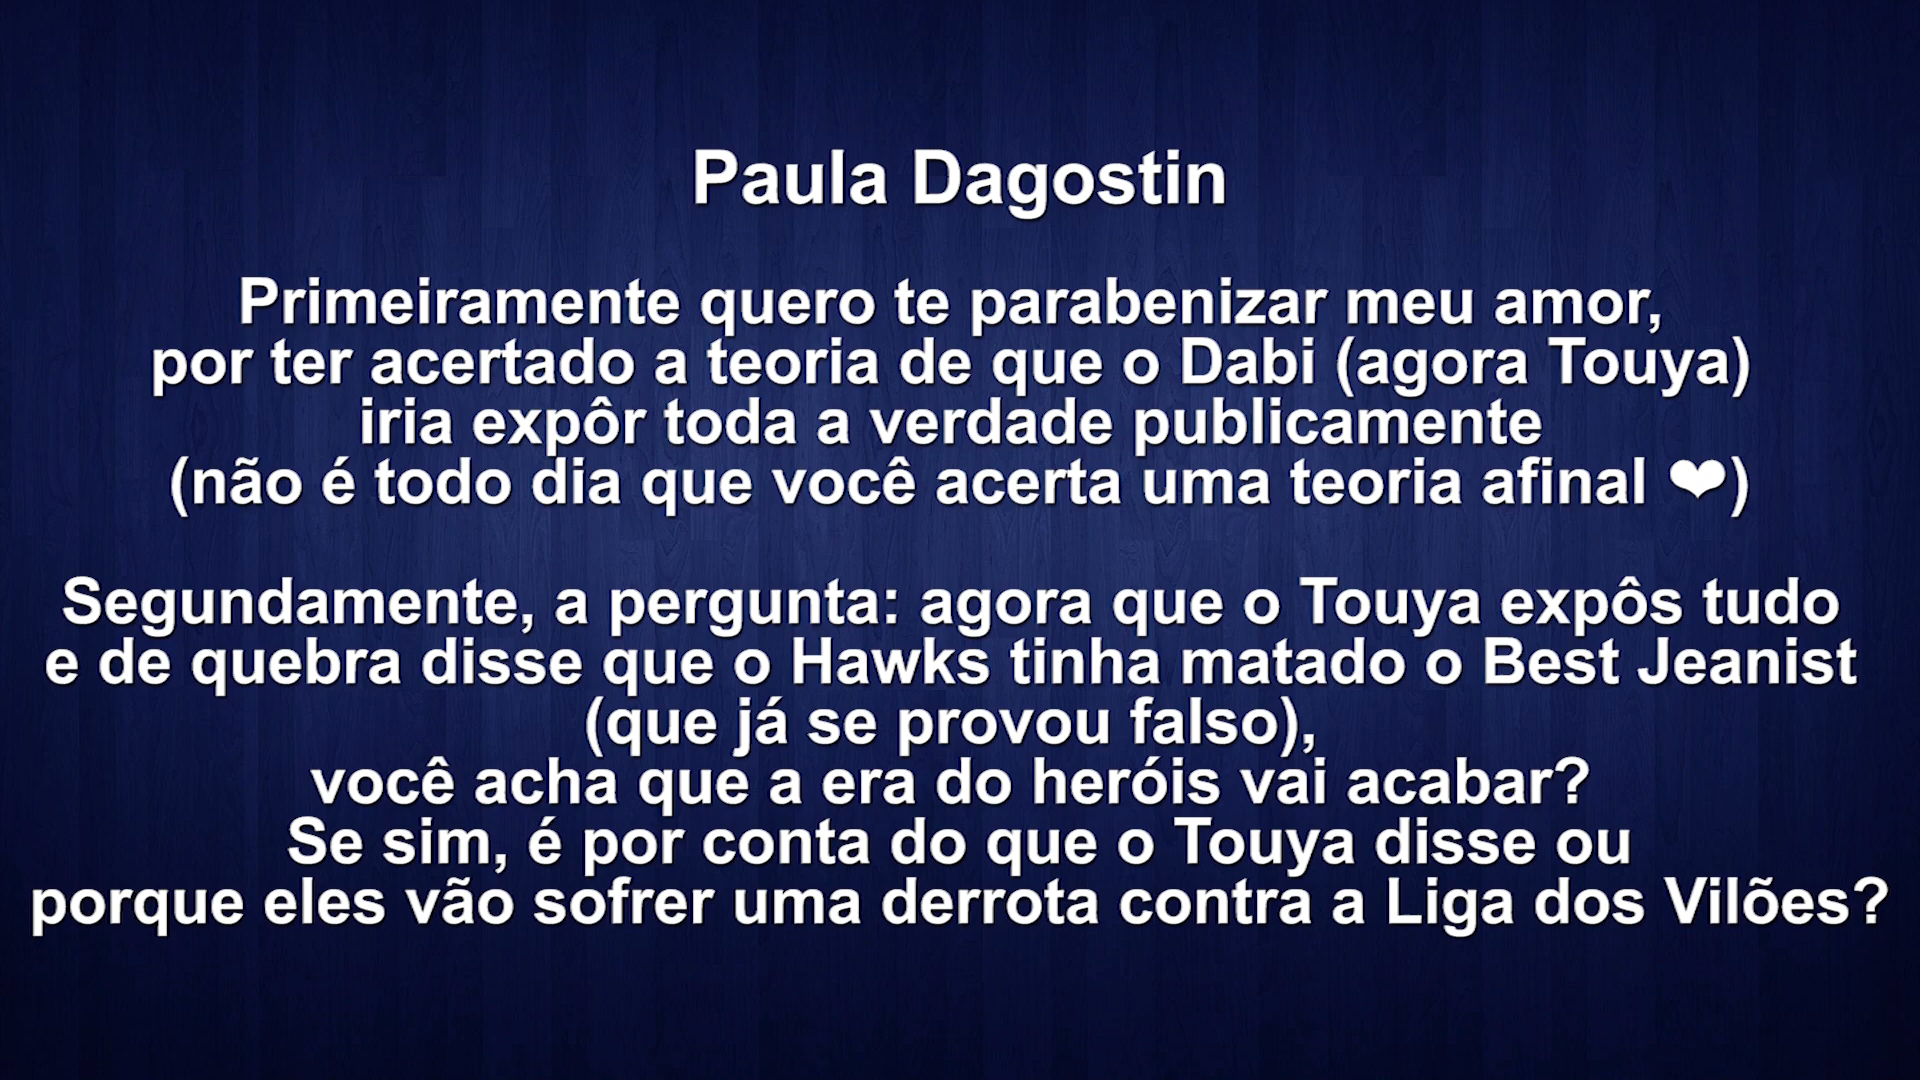 Paula Dagostin
Primeiramente quero te parabenizar meu amor,
por ter acertado a teoria de que o Dabi (agora Touya)
iria expôr toda a verdade publicamente
(não é todo dia que você acerta uma teoria afinal ❤)
Segundamente, a pergunta: agora que o Touya expôs tudo
e de quebra disse que o Hawks tinha matado o Best Jeanist
(que já se provou falso),
você acha que a era do heróis vai acabar?
Se sim, é por conta do que o Touya disse ou
porque eles vão sofrer uma derrota contra a Liga dos Vilões?